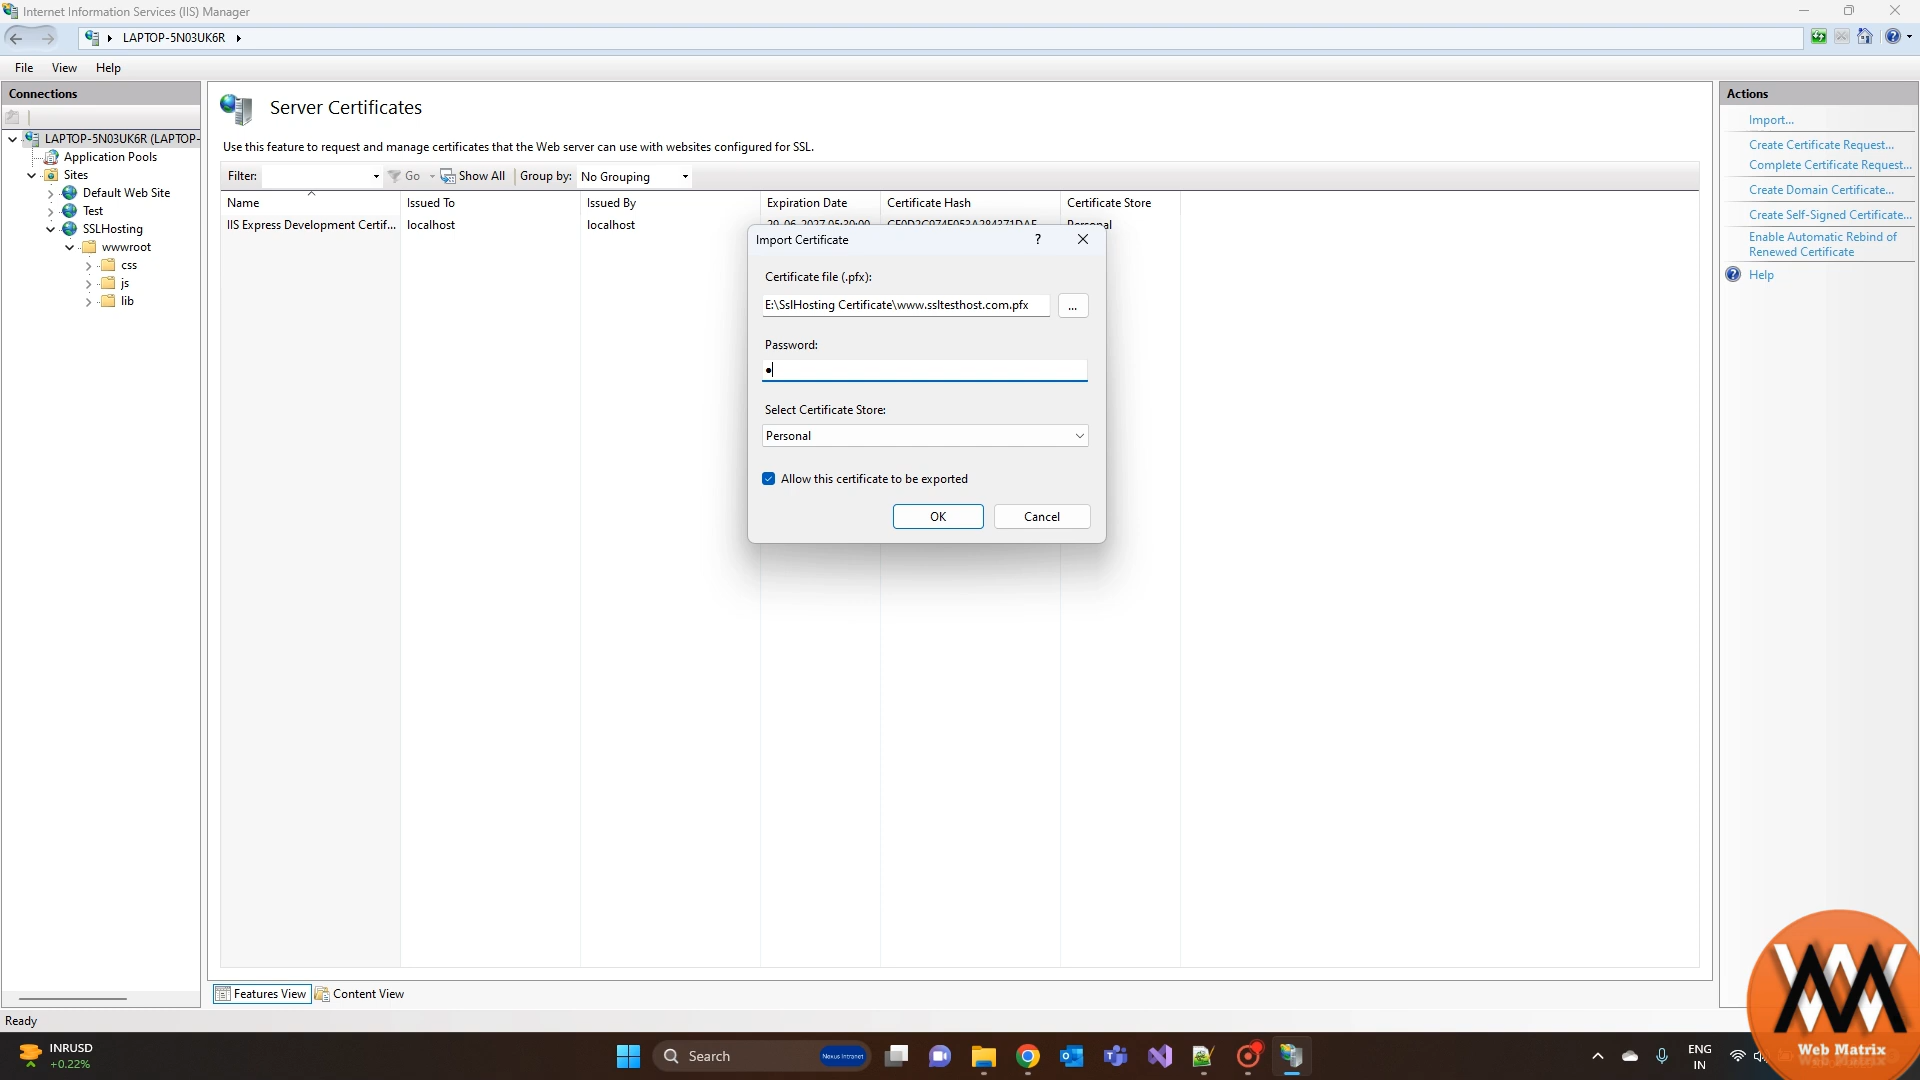 Internet Information Services (IIS) Manager
LAPTOP-5N03UK6R
File View Help
Connections
LAPTOP-5N03UK6R (LAPTOP-
Application Pools
Sites
Default Web Site
Test
SSLHosting
wwwroot
css
js
lib
Server Certificates
Use this feature to request and manage certificates that the Web server can use with websites configured for SSL.
Filter: Go Show All Group by: No Grouping
Name Issued To Issued By Expiration Date Certificate Hash Certificate Store
IIS Express Development Certif... localhost localhost
Import Certificate
Certificate file (.pfx):
E:\SslHosting Certificate\www.ssltesthost.com.pfx
...
Password:
Select Certificate Store:
Personal
Allow this certificate to be exported
OK Cancel
Actions
Import...
Create Certificate Request...
Complete Certificate Request...
Create Domain Certificate...
Create Self-Signed Certificate...
Enable Automatic Rebind of
Renewed Certificate
Help
Features View Content View
Ready
INRUSD
+0.22%
Search
Nexus Intranet
ENG
IN
Web Matrix